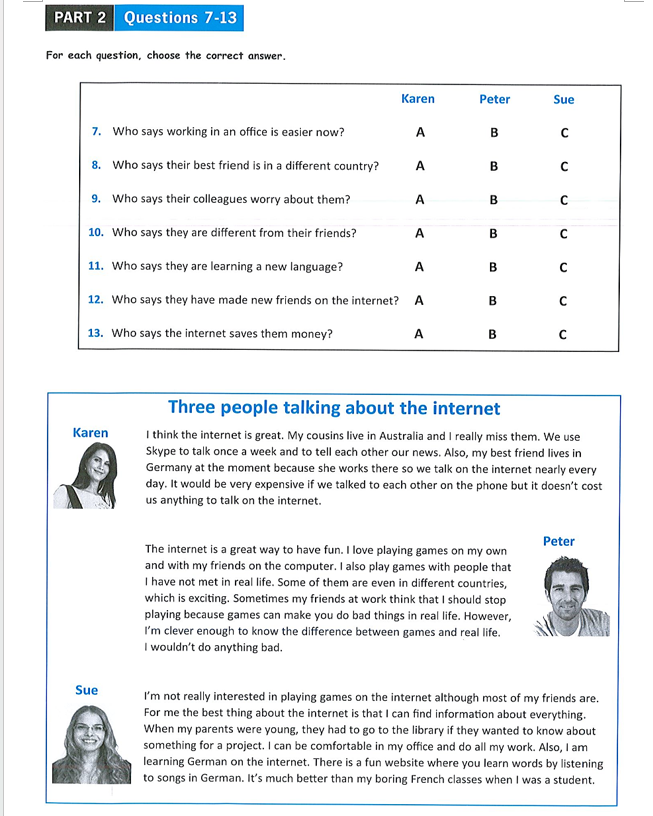 PART 2 Questions 7-13
For each question, choose the correct answer.
Karen Peter Sue
7. Who says working in an office is easier now? A B C
8. Who says their best friend is in a different country? A B C
9. Who says their colleagues worry about them? A B C
10. Who says they are different from their friends? A B C
11. Who says they are learning a new language? A B C
12. Who says they have made new friends on the internet? A B C
13. Who says the internet saves them money? A B C
Three people talking about the internet
Karen
I think the internet is great. My cousins live in Australia and I really miss them. We use
Skype to talk once a week and to tell each other our news. Also, my best friend lives in
Germany at the moment because she works there so we talk on the internet nearly every
day. It would be very expensive if we talked to each other on the phone but it doesn't cost
us anything to talk on the internet.
Peter
The internet is a great way to have fun. I love playing games on my own
and with my friends on the computer. I also play games with people that
I have not met in real life. Some of them are even in different countries,
which is exciting. Sometimes my friends at work think that I should stop
playing because games can make you do bad things in real life. However,
I'm clever enough to know the difference between games and real life.
I wouldn't do anything bad.
Sue
I'm not really interested in playing games on the internet although most of my friends are.
For me the best thing about the internet is that I can find information about everything.
When my parents were young, they had to go to the library if they wanted to know about
something for a project. I can be comfortable in my office and do all my work. Also, I am
learning German on the internet. There is a fun website where you learn words by listening
to songs in German. It's much better than my boring French classes when I was a student.